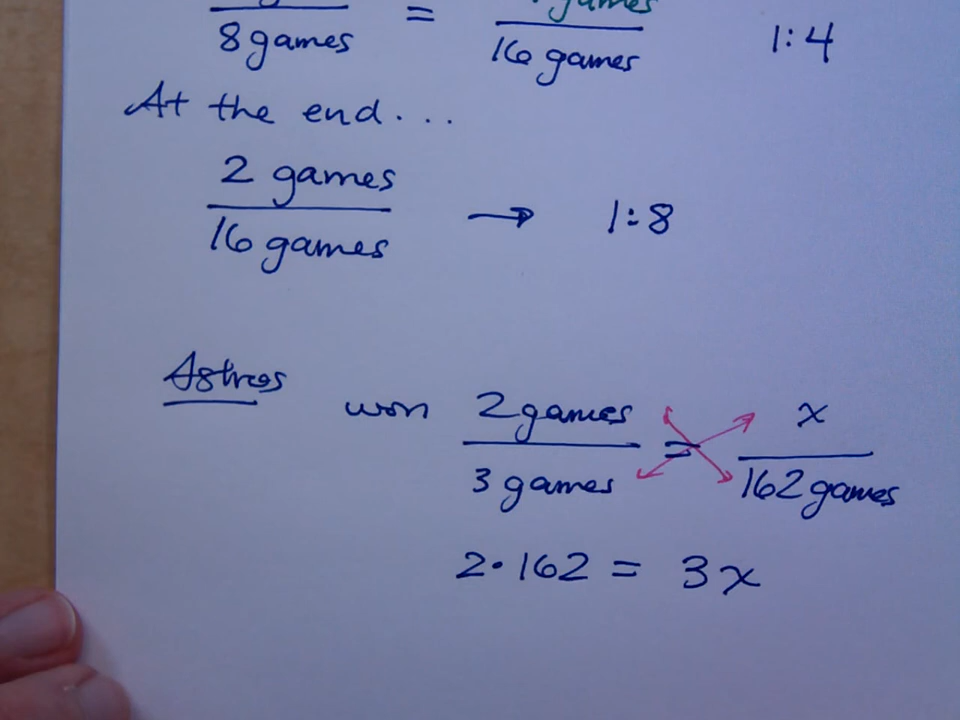 8 games = games
16 games 1:4
At the end...
2 games
16 games → 1:8
Astros
won 2 games = x
3 games 162 games
2·162 = 3x